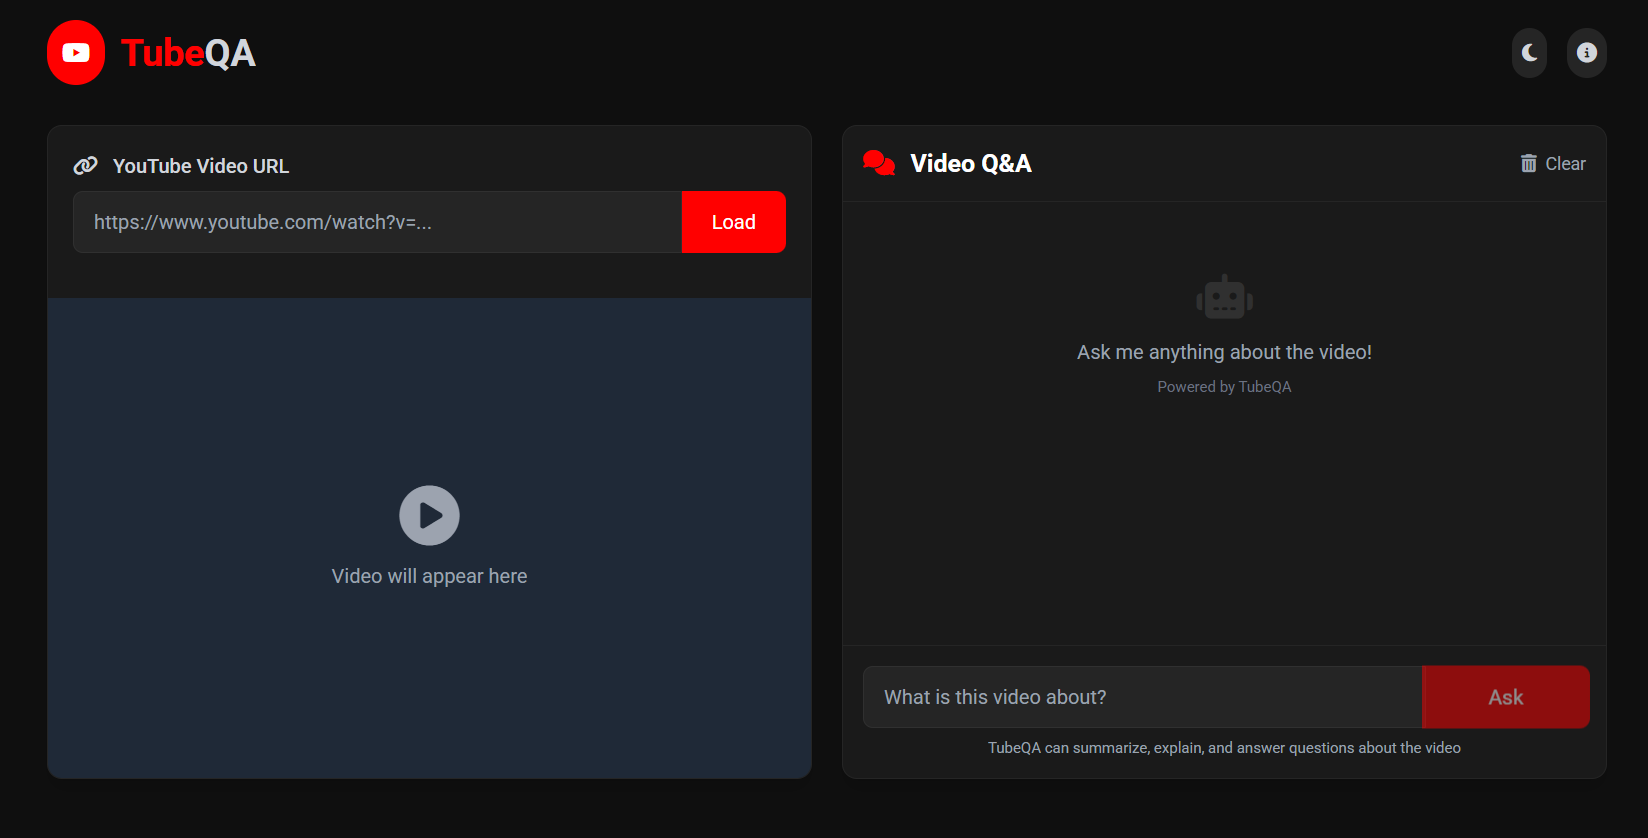 TubeQA
YouTube Video URL
https://www.youtube.com/watch?v=...
Load
Video will appear here
Video Q&A
Clear
Ask me anything about the video!
Powered by TubeQA
What is this video about?
Ask
TubeQA can summarize, explain, and answer questions about the video